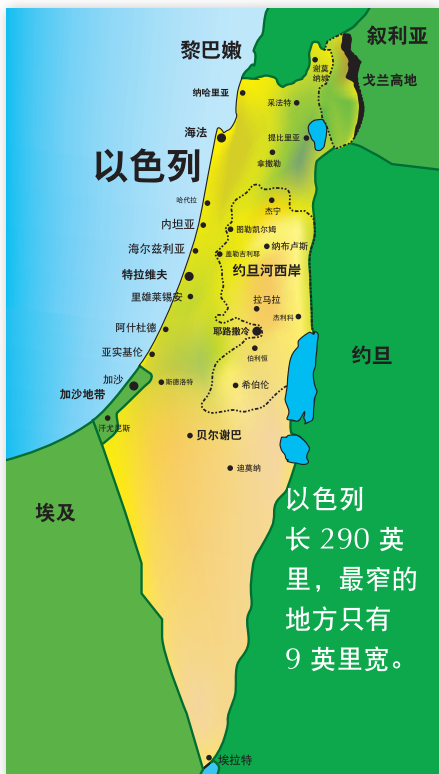 叙利亚
黎巴嫩
谢莫纳城
戈兰高地
纳哈里亚
采法特
海法
提比里亚
以色列
拿撒勒
哈代拉
杰宁
内坦亚
图勒凯尔姆
海尔兹利亚
盖勒吉利耶
纳布卢斯
特拉维夫
约旦河西岸
里雄莱锡安
拉马拉
阿什杜德
耶路撒冷
杰利科
亚实基伦
伯利恒
约旦
加沙
斯德洛特
希伯伦
加沙地带
汗尤尼斯
贝尔谢巴
迪莫纳
埃及
以色列
长 290 英
里，最窄的
地方只有
9 英里宽。
埃拉特